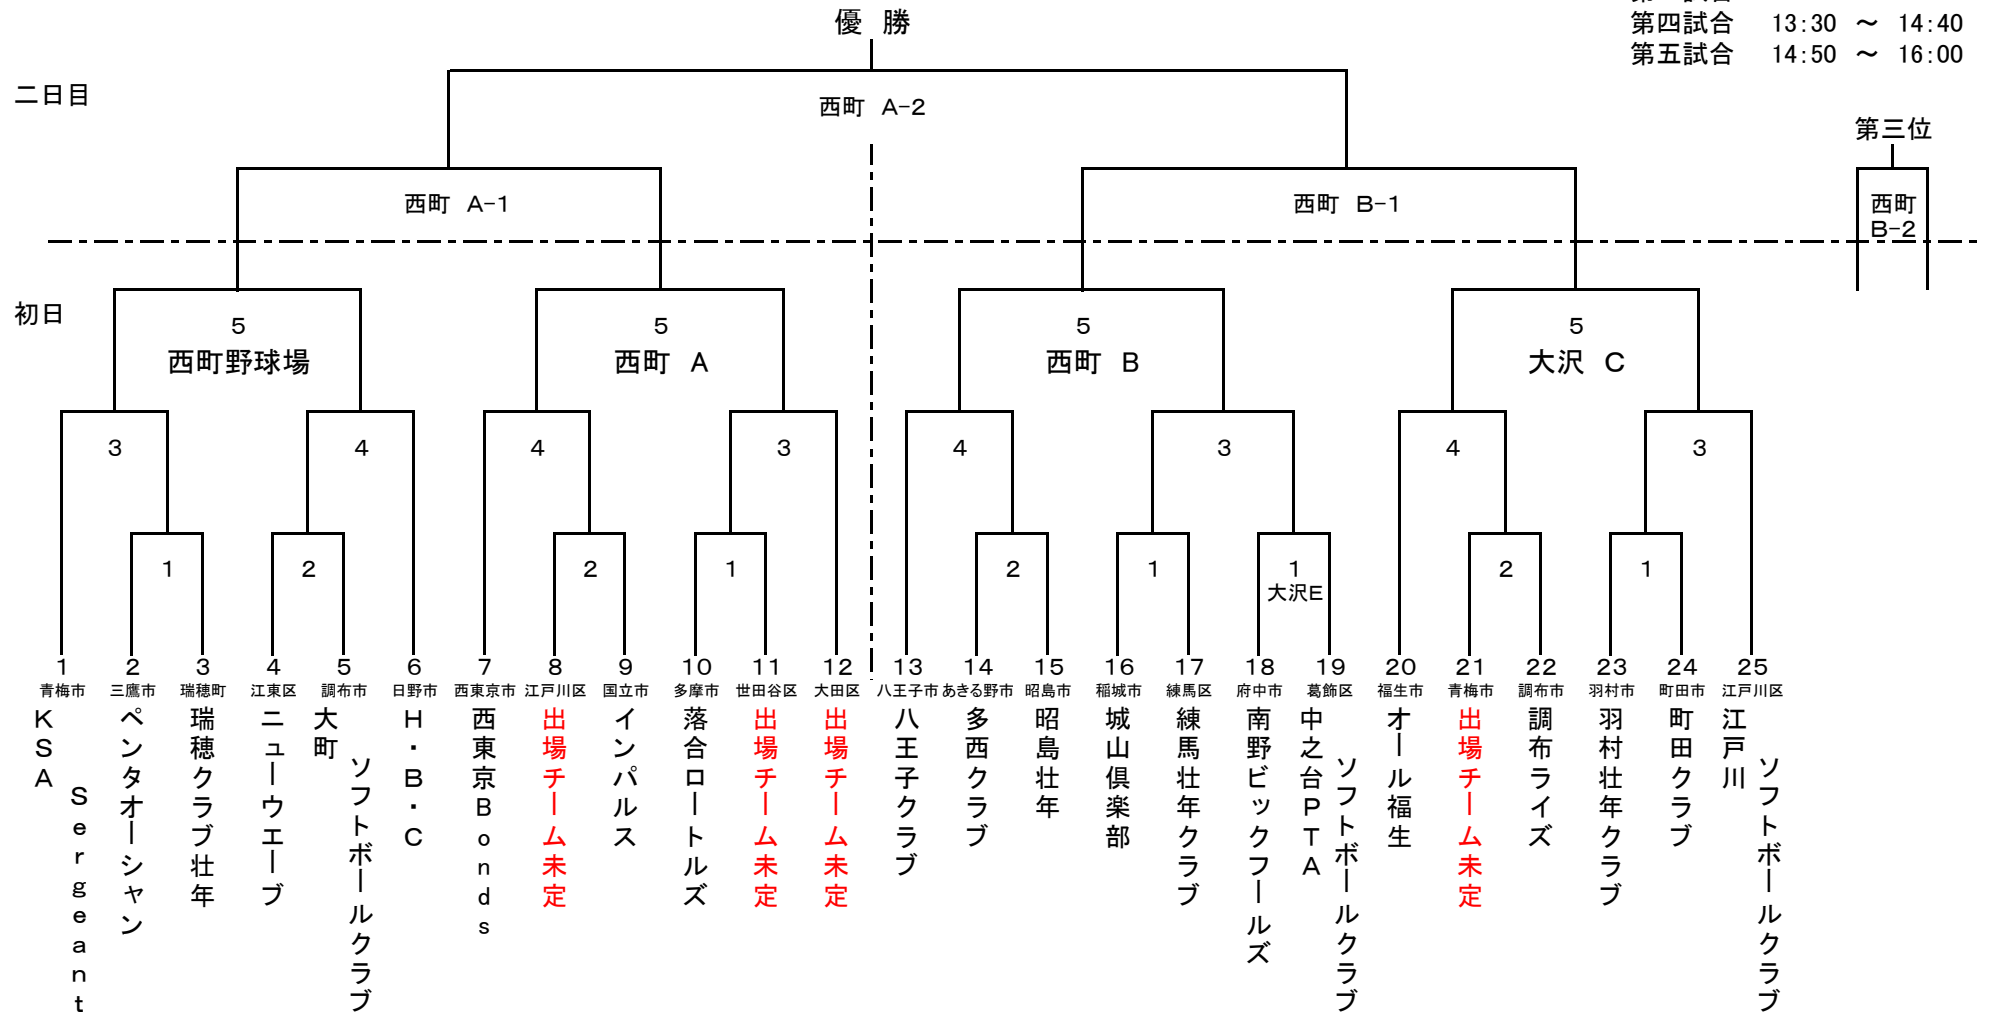 優 勝
第四試合 13:30 ～ 14:40
第五試合 14:50 ～ 16:00
二日目
西町 A-2
第三位
西町 A-1
西町 B-1
西町
B-2
初日
5
西町野球場
5
西町 A
5
西町 B
5
大沢 C
3
4
4
3
4
3
4
3
1
2
2
1
2
1
1
大沢E
2
1
1
青梅市
KSA
Sergeant
2
三鷹市
ペンタオーシャン
3
瑞穂町
瑞穂クラブ壮年
4
江東区
ニューウエーブ
5
調布市
大町
ソフトボールクラブ
6
日野市
H・B・C
7
西東京市
西東京Bonds
8
江戸川区
出場チーム未定
9
国立市
インパルス
10
多摩市
落合ロートルズ
11
世田谷区
出場チーム未定
12
大田区
出場チーム未定
13
八王子市
八王子クラブ
14
あきる野市
多西クラブ
15
昭島市
昭島壮年
16
稲城市
城山倶楽部
17
練馬区
練馬壮年クラブ
18
府中市
南野ビックフールズ
19
葛飾区
中之台PTA
ソフトボールクラブ
20
福生市
オール福生
21
青梅市
出場チーム未定
22
調布市
調布ライズ
23
羽村市
羽村壮年クラブ
24
町田市
町田クラブ
25
江戸川区
江戸川
ソフトボールクラブ